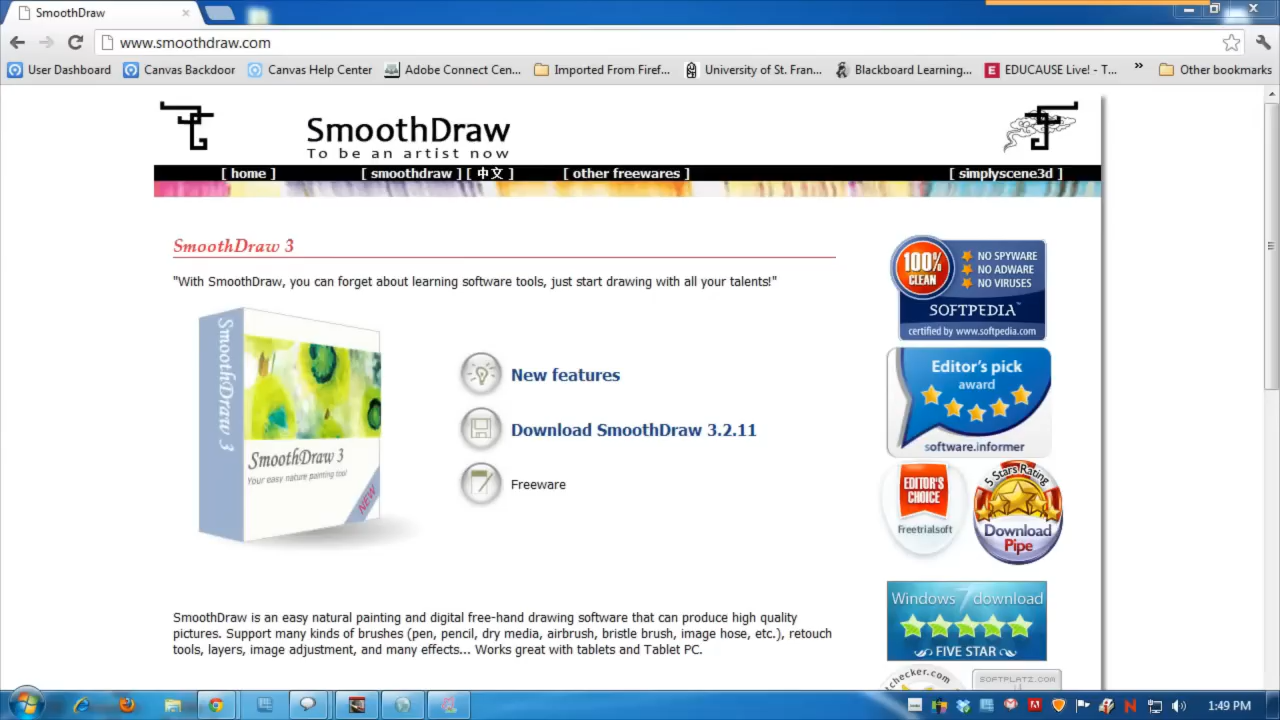 SmoothDraw
www.smoothdraw.com
User Dashboard
Canvas Backdoor
Canvas Help Center
Adobe Connect Cen...
Imported From Firef...
University of St. Fran...
Blackboard Learning...
EDUCAUSE Live! - T...
Other bookmarks
SmoothDraw
To be an artist now
[ home ]
[ smoothdraw ] [ 中文 ]
[ other freewares ]
[ simplyscene3d ]
SmoothDraw 3
"With SmoothDraw, you can forget about learning software tools, just start drawing with all your talents!"
SmoothDraw 3
SmoothDraw 3
Your easy nature painting tool
NEW
New features
Download SmoothDraw 3.2.11
Freeware
100%
CLEAN
NO SPYWARE
NO ADWARE
NO VIRUSES
SOFTPEDIA™
certified by www.softpedia.com
Editor's pick
award
software.informer
EDITOR'S
CHOICE
Freetrialsoft
5 Stars Rating
Download
Pipe
Windows 7 download
FIVE STAR
checker.com
SOFTPLATZ.COM
SmoothDraw is an easy natural painting and digital free-hand drawing software that can produce high quality
pictures. Support many kinds of brushes (pen, pencil, dry media, airbrush, bristle brush, image hose, etc.), retouch
tools, layers, image adjustment, and many effects... Works great with tablets and Tablet PC.
1:49 PM